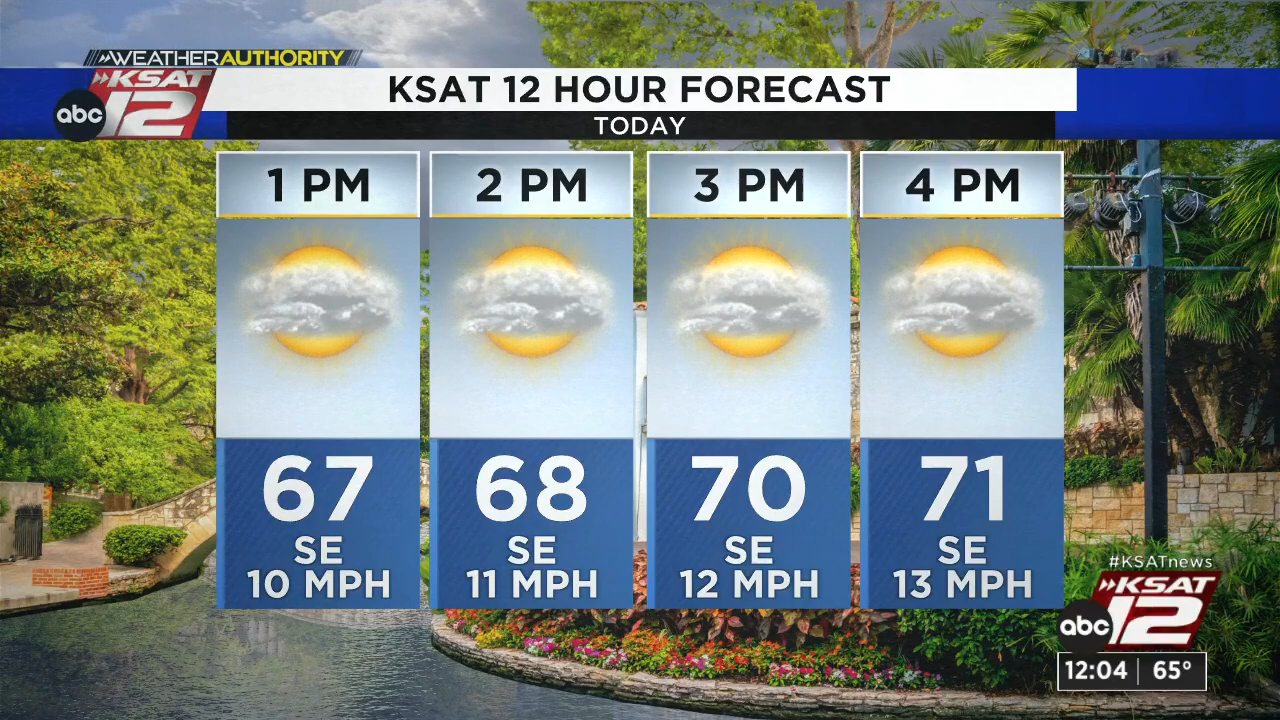 WEATHERAUTHORITY
KSAT
abc
12
KSAT 12 HOUR FORECAST
TODAY
1 PM
2 PM
3 PM
4 PM
67
68
70
71
SE
SE
SE
SE
10 MPH
11 MPH
12 MPH
13 MPH
#KSATnews
KSAT
abc
12
12:04 65°